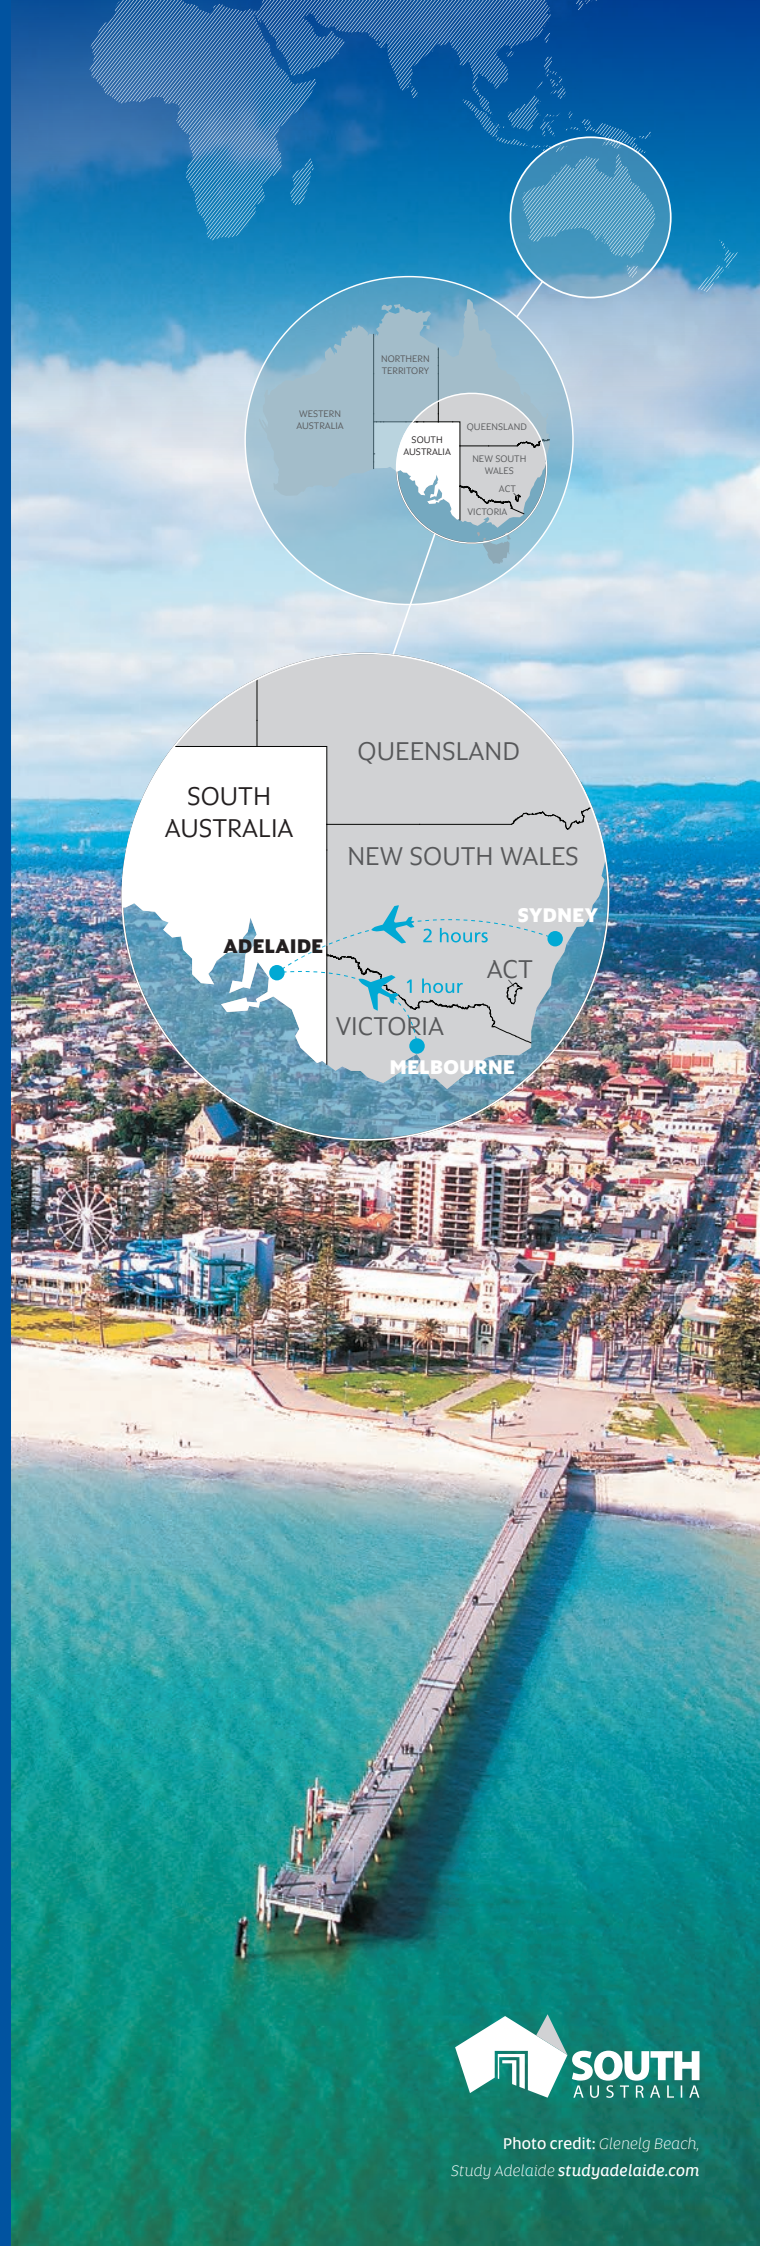 NORTHERN
TERRITORY
WESTERN
AUSTRALIA
SOUTH
AUSTRALIA
QUEENSLAND
NEW SOUTH
WALES
ACT
VICTORIA
QUEENSLAND
SOUTH
AUSTRALIA
NEW SOUTH WALES
SYDNEY
2 hours
ADELAIDE
ACT
1 hour
VICTORIA
MELBOURNE
SOUTH
AUSTRALIA
Photo credit: Glenelg Beach,
Study Adelaide studyadelaide.com